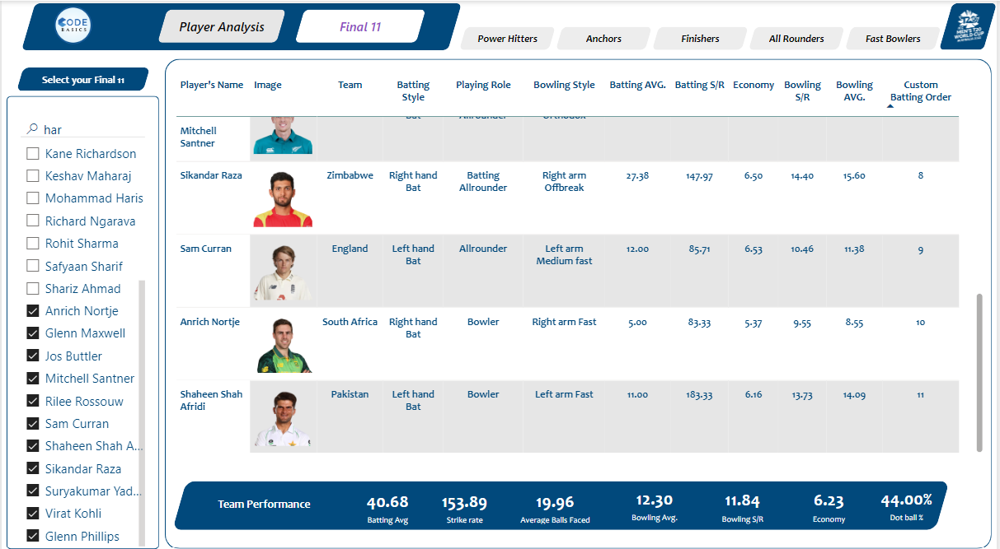 CODE
BASICS
Player Analysis
Final 11
Power Hitters
Anchors
Finishers
All Rounders
Fast Bowlers
MEN'S T20
WORLD CUP
Select your Final 11
har
Kane Richardson
Keshav Maharaj
Mohammad Haris
Richard Ngarava
Rohit Sharma
Safyaan Sharif
Shariz Ahmad
Anrich Nortje
Glenn Maxwell
Jos Buttler
Mitchell Santner
Rilee Rossouw
Sam Curran
Shaheen Shah A...
Sikandar Raza
Suryakumar Yad...
Virat Kohli
Glenn Phillips
Player's Name Image Team Batting Style Playing Role Bowling Style Batting AVG. Batting S/R Economy Bowling S/R Bowling AVG. Custom Batting Order
Mitchell Santner Bat Allrounder Orthodox
Sikandar Raza Zimbabwe Right hand Bat Batting Allrounder Right arm Offbreak 27.38 147.97 6.50 14.40 15.60 8
Sam Curran England Left hand Bat Allrounder Left arm Medium fast 12.00 85.71 6.53 10.46 11.38 9
Anrich Nortje South Africa Right hand Bat Bowler Right arm Fast 5.00 83.33 5.37 9.55 8.55 10
Shaheen Shah Afridi Pakistan Left hand Bat Bowler Left arm Fast 11.00 183.33 6.16 13.73 14.09 11
Team Performance
40.68 153.89 19.96 12.30 11.84 6.23 44.00%
Batting Avg Strike rate Average Balls Faced Bowling Avg. Bowling S/R Economy Dot ball %